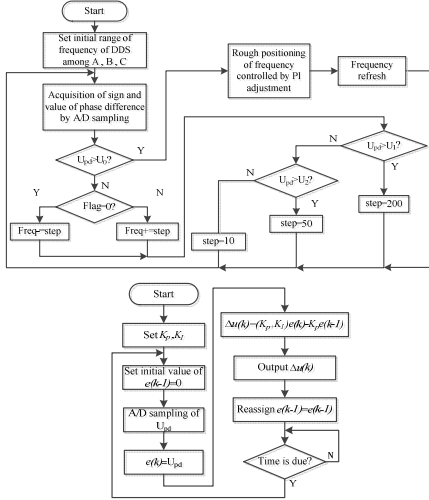 Start
Set initial range of
frequency of DDS
among A, B, C
Acquisition of sign and
value of phase difference
by A/D sampling
Upd>U0?
Y
N
Flag=0?
Y
N
Freq-=step
Freq+=step
Rough positioning
of frequency
controlled by PI
adjustment
Frequency
refresh
Upd>U1?
N
Y
Upd>U2?
N
Y
step=200
step=50
step=10
Start
Set Kp,KI
Set initial value of
e(k-1)=0
A/D sampling of
Upd
e(k)=Upd
Δu(k)=(Kp,KI)e(k)-Kpe(k-1)
Output Δu(k)
Reassign e(k-1)=e(k-1)
Time is due?
N
Y